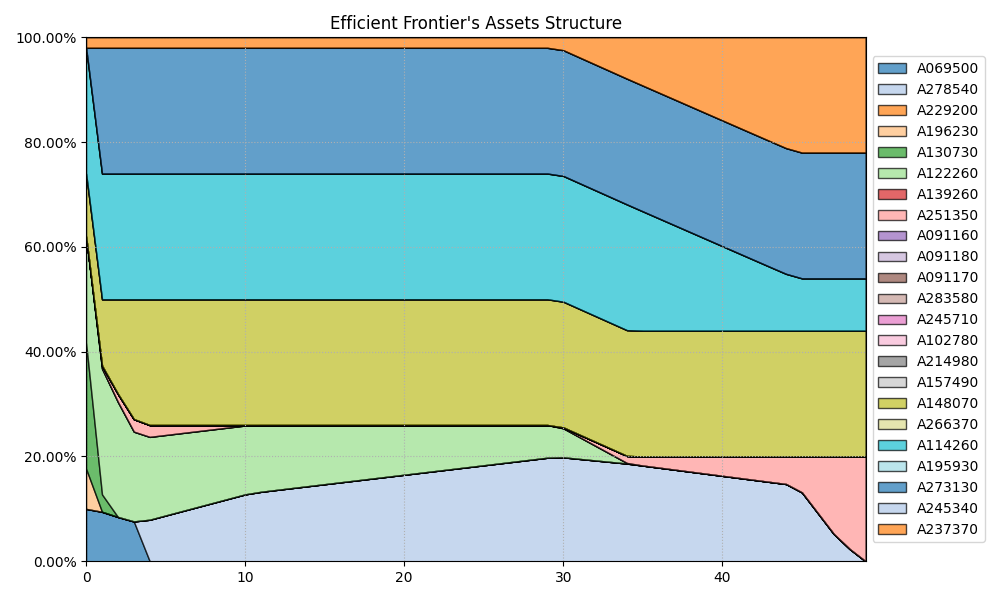 Efficient Frontier's Assets Structure
100.00%
80.00%
60.00%
40.00%
20.00%
0.00%
0
10
20
30
40
A069500
A278540
A229200
A196230
A130730
A122260
A139260
A251350
A091160
A091180
A091170
A283580
A245710
A102780
A214980
A157490
A148070
A266370
A114260
A195930
A273130
A245340
A237370